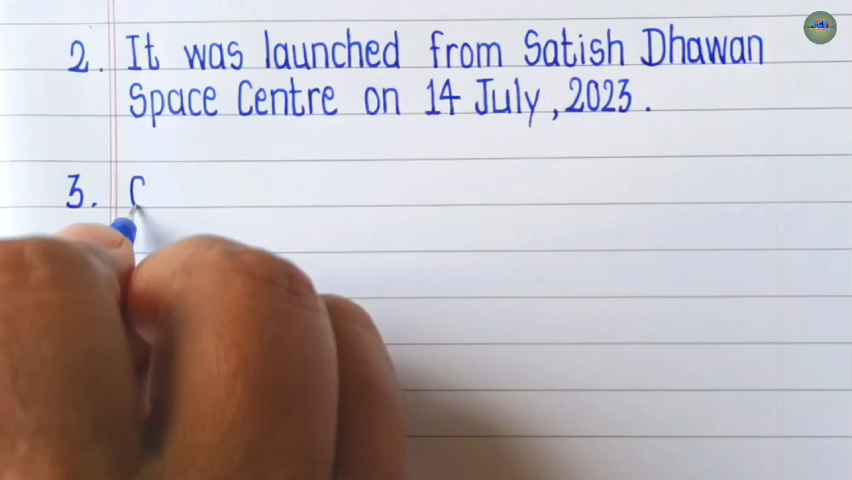 2. It was launched from Satish Dhawan
Space Centre on 14 July, 2023.
3. C